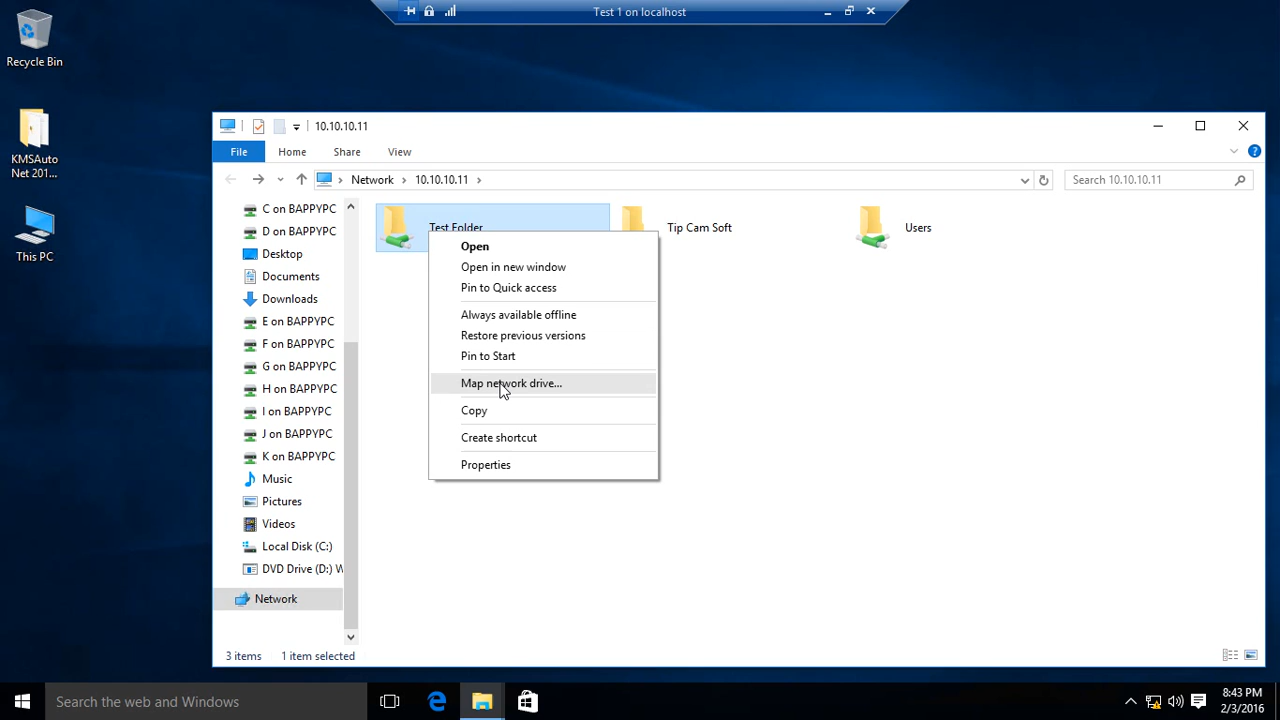 Test 1 on localhost
Recycle Bin
KMSAuto
Net 201...
This PC
10.10.10.11
File
Home
Share
View
Network
10.10.10.11
Search 10.10.10.11
C on BAPPYPC
D on BAPPYPC
Desktop
Documents
Downloads
E on BAPPYPC
F on BAPPYPC
G on BAPPYPC
H on BAPPYPC
I on BAPPYPC
J on BAPPYPC
K on BAPPYPC
Music
Pictures
Videos
Local Disk (C:)
DVD Drive (D:) W
Network
Test Folder
Tip Cam Soft
Users
Open
Open in new window
Pin to Quick access
Always available offline
Restore previous versions
Pin to Start
Map network drive...
Copy
Create shortcut
Properties
3 items
1 item selected
Search the web and Windows
8:43 PM
2/3/2016